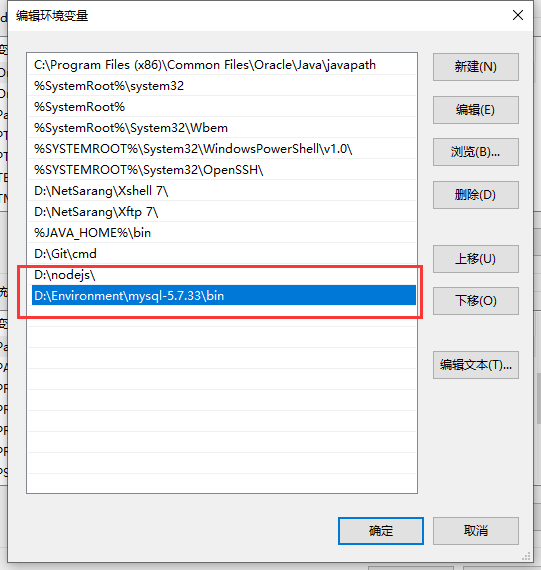 编辑环境变量
C:\Program Files (x86)\Common Files\Oracle\Java\javapath
%SystemRoot%\system32
%SystemRoot%
%SystemRoot%\System32\Wbem
%SYSTEMROOT%\System32\WindowsPowerShell\v1.0\
%SYSTEMROOT%\System32\OpenSSH\
D:\NetSarang\Xshell 7\
D:\NetSarang\Xftp 7\
%JAVA_HOME%\bin
D:\Git\cmd
D:\nodejs\
D:\Environment\mysql-5.7.33\bin
新建(N)
编辑(E)
浏览(B)...
删除(D)
上移(U)
下移(O)
编辑文本(T)...
确定
取消